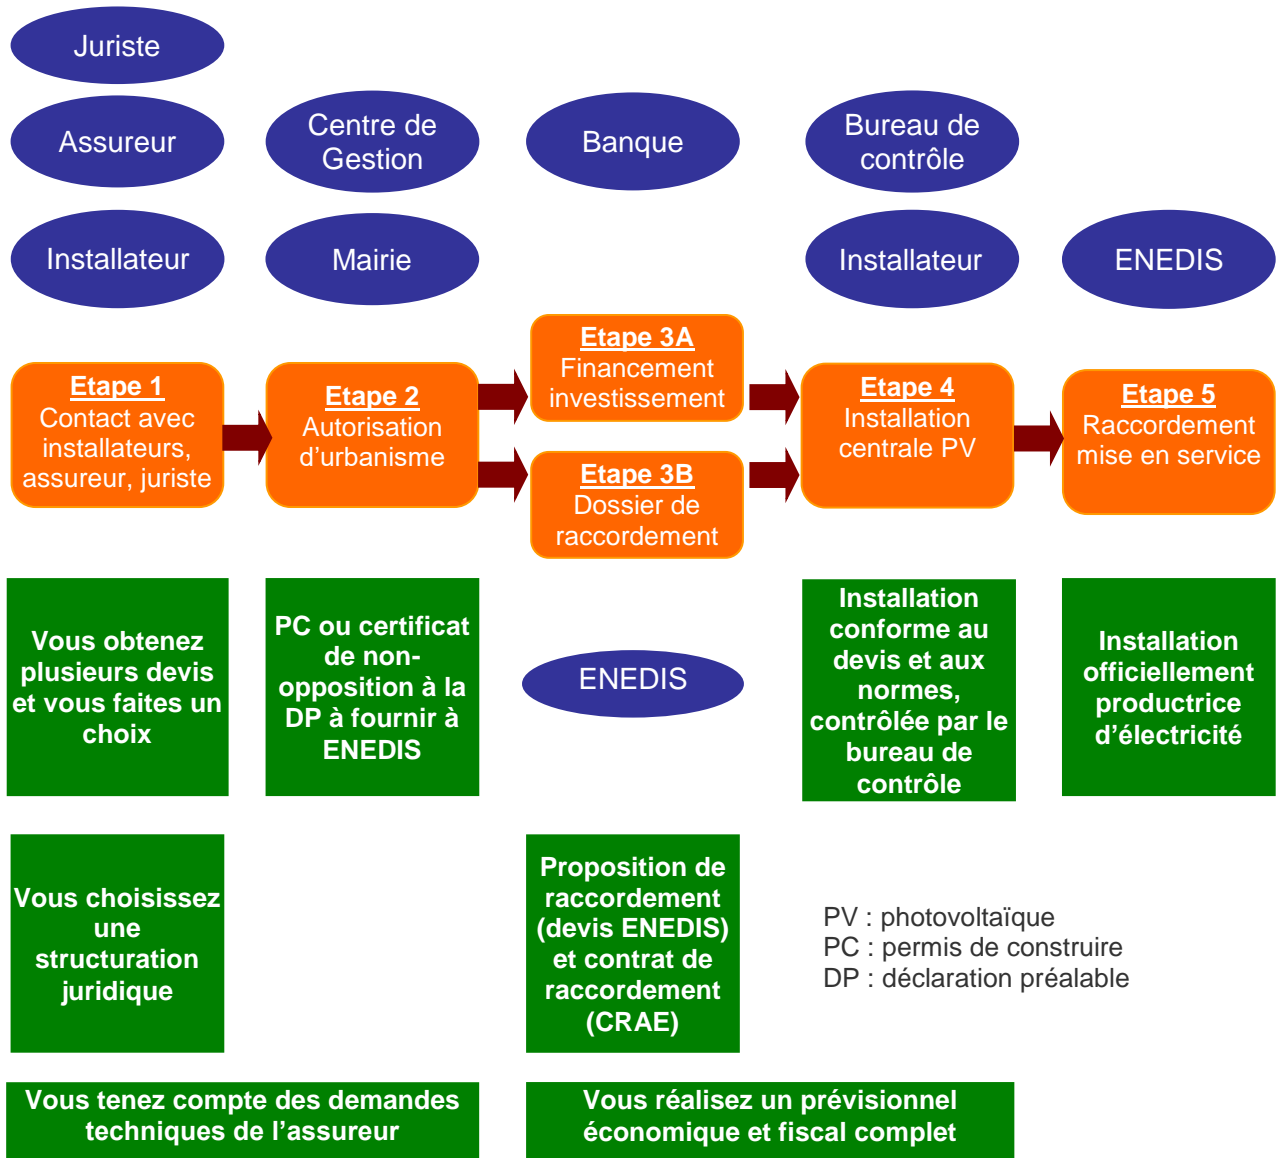 Juriste
Assureur
Centre de
Gestion
Banque
Bureau de
contrôle
Installateur
Mairie
Installateur
ENEDIS
Etape 1
Contact avec
installateurs,
assureur, juriste
Etape 2
Autorisation
d’urbanisme
Etape 3A
Financement
investissement
Etape 3B
Dossier de
raccordement
Etape 4
Installation
centrale PV
Etape 5
Raccordement
mise en service
Vous obtenez
plusieurs devis
et vous faites un
choix
PC ou certificat
de non-
opposition à la
DP à fournir à
ENEDIS
ENEDIS
Installation
conforme au
devis et aux
normes,
contrôlée par le
bureau de
contrôle
Installation
officiellement
productrice
d’électricité
Vous choisissez
une
structuration
juridique
Proposition de
raccordement
(devis ENEDIS)
et contrat de
raccordement
(CRAE)
PV : photovoltaïque
PC : permis de construire
DP : déclaration préalable
Vous tenez compte des demandes
techniques de l’assureur
Vous réalisez un prévisionnel
économique et fiscal complet